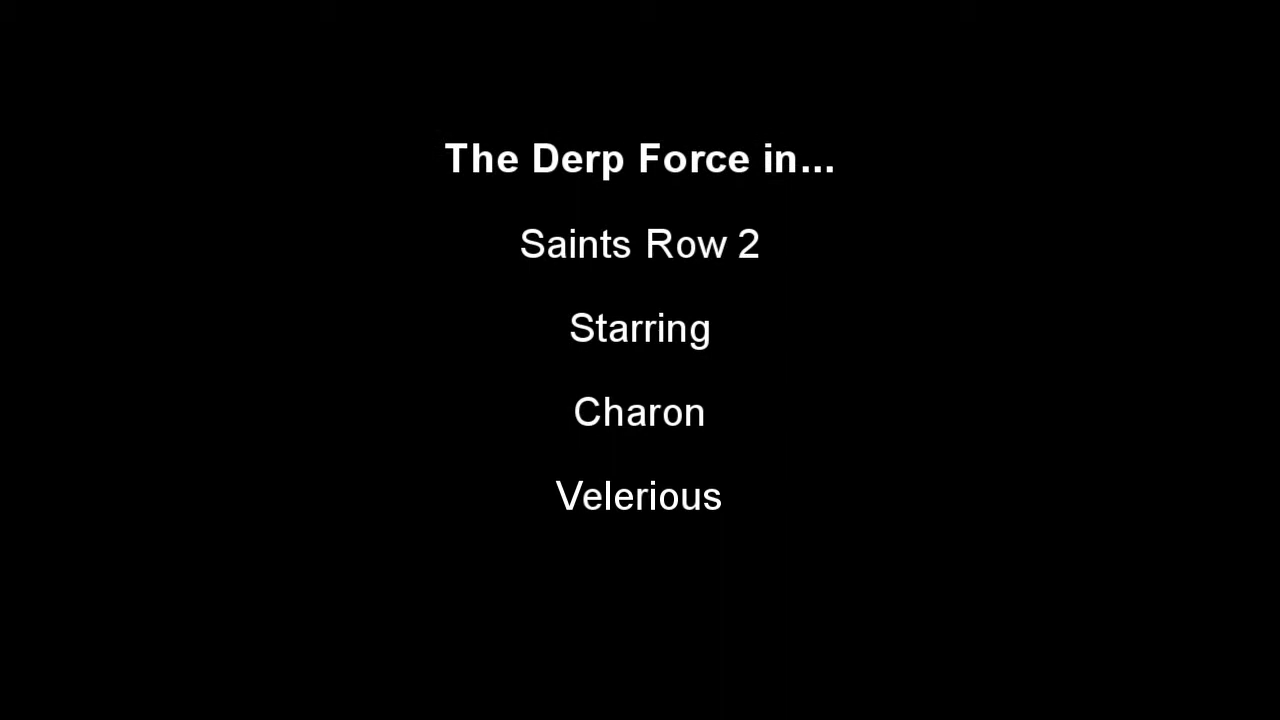 The Derp Force in...
Saints Row 2
Starring
Charon
Velerious